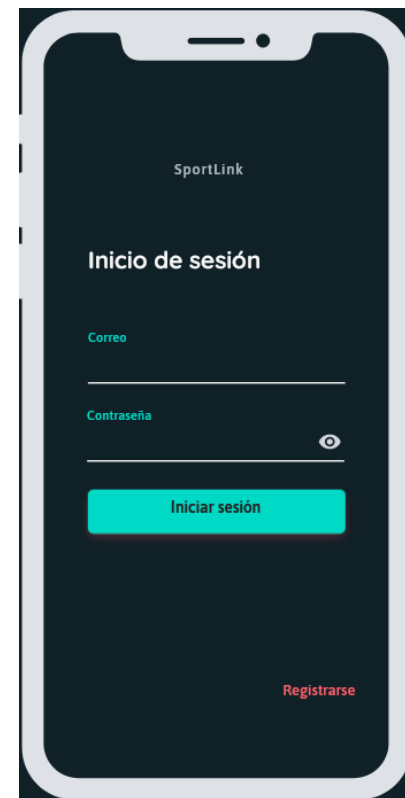 SportLink
Inicio de sesión
Correo
Contraseña
Iniciar sesión
Registrarse